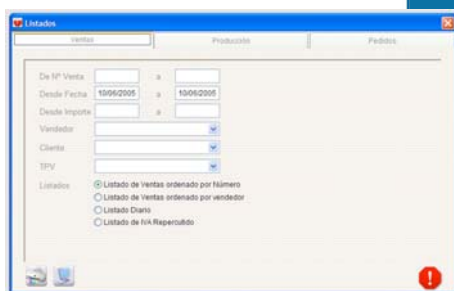 Listados
Ventas Producción Pedidos
De Nº Venta a
Desde Fecha 10/06/2005 a 10/06/2005
Desde Importe a
Vendedor
Cliente
TPV
Listados Listado de Ventas ordenado por Número
Listado de Ventas ordenado por vendedor
Listado Diario
Listado de IVA Repercutido